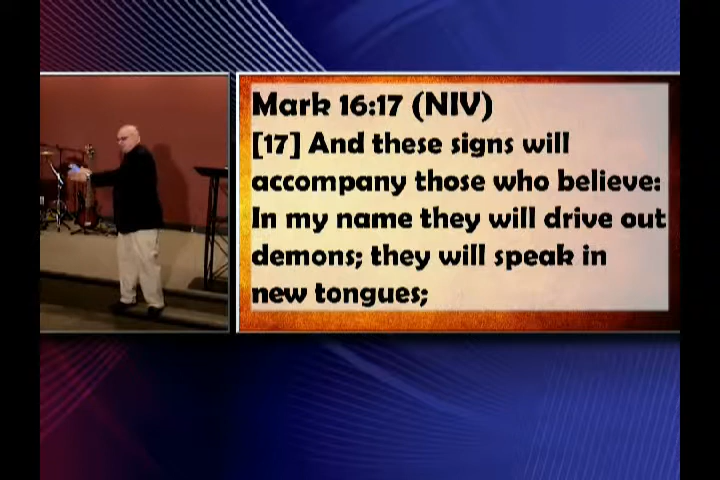 Mark 16:17 (NIV)
[17] And these signs will
accompany those who believe:
In my name they will drive out
demons; they will speak in
new tongues;